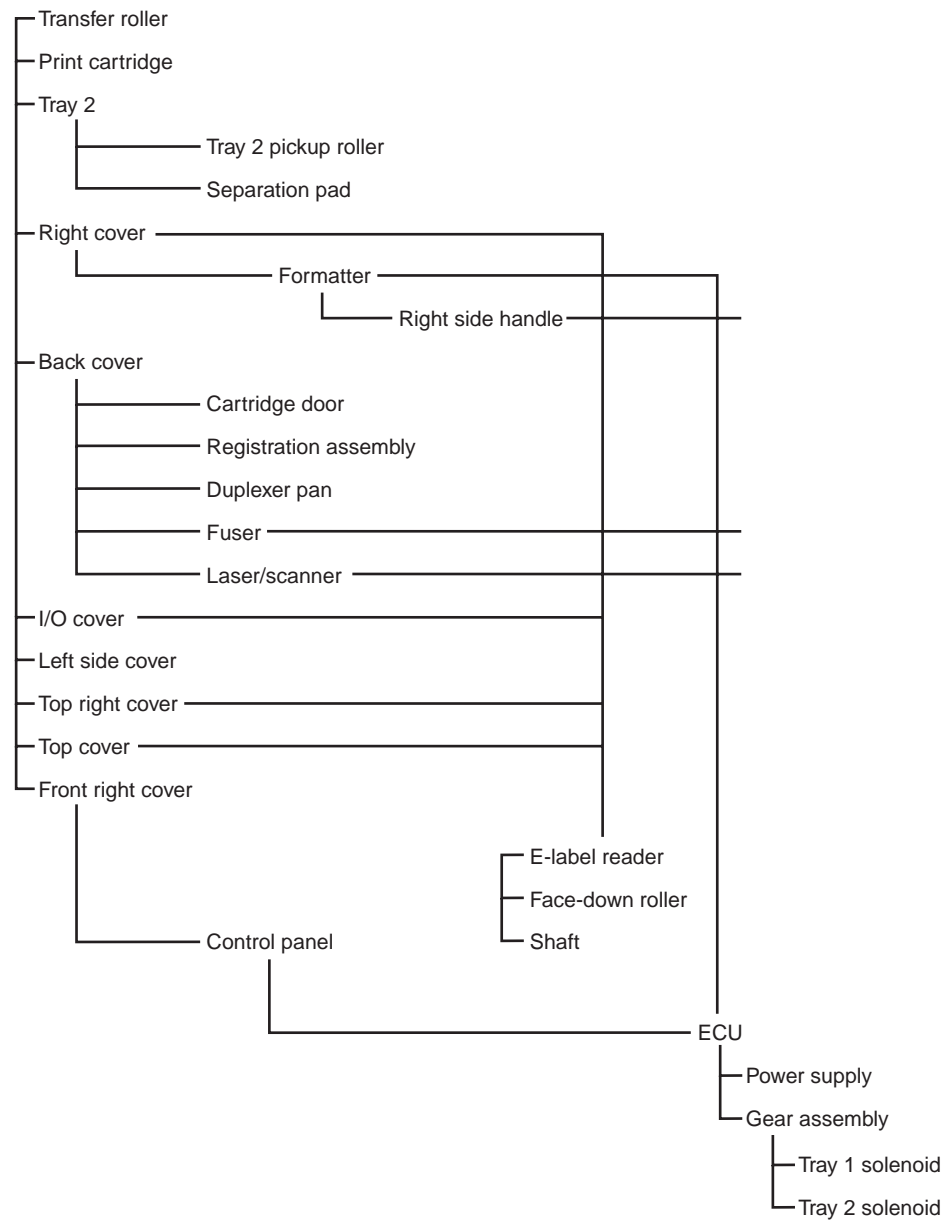 Transfer roller
Print cartridge
Tray 2
Tray 2 pickup roller
Separation pad
Right cover
Formatter
Right side handle
Back cover
Cartridge door
Registration assembly
Duplexer pan
Fuser
Laser/scanner
I/O cover
Left side cover
Top right cover
Top cover
Front right cover
E-label reader
Face-down roller
Control panel
Shaft
ECU
Power supply
Gear assembly
Tray 1 solenoid
Tray 2 solenoid